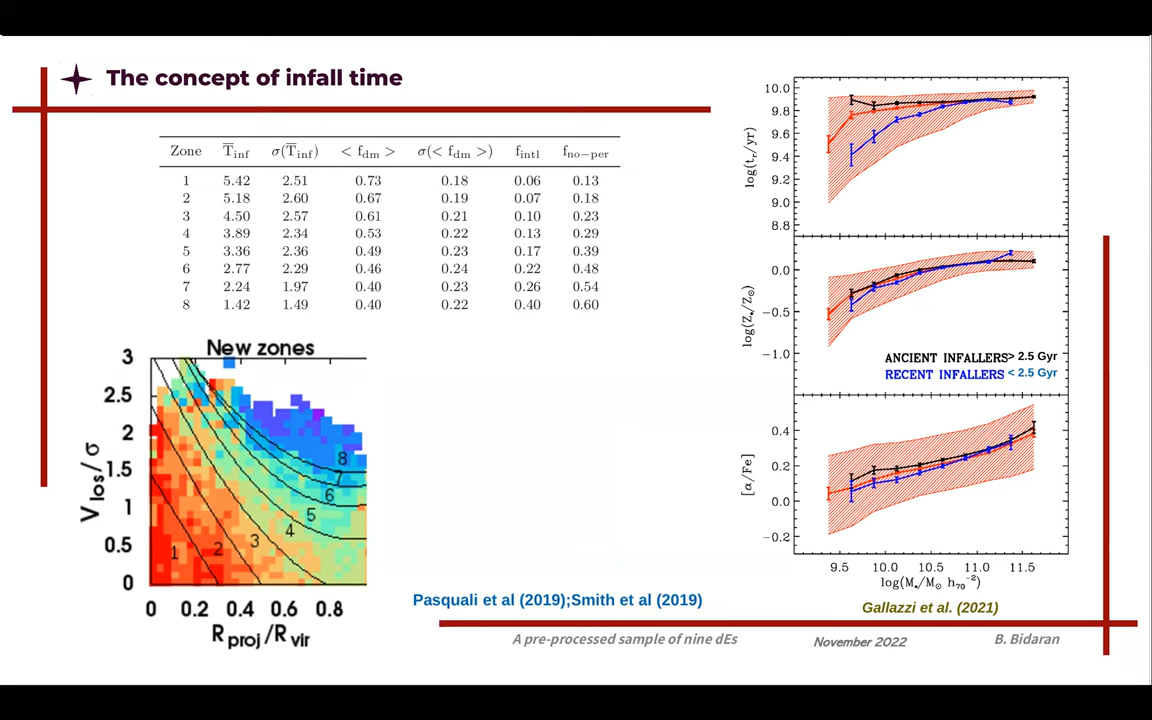 The concept of infall time
Zone T̅inf σ(T̅inf) < fdm > σ(< fdm >) fintl fno−per
1 5.42 2.51 0.73 0.18 0.06 0.13
2 5.18 2.60 0.67 0.19 0.07 0.18
3 4.50 2.57 0.61 0.21 0.10 0.23
4 3.89 2.34 0.53 0.22 0.13 0.29
5 3.36 2.36 0.49 0.23 0.17 0.39
6 2.77 2.29 0.46 0.24 0.22 0.48
7 2.24 1.97 0.40 0.23 0.26 0.54
8 1.42 1.49 0.40 0.22 0.40 0.60
New zones
Vlos/σ
3
2.5
2
1.5
1
0.5
0
8
7
6
5
4
3
2
1
0 0.2 0.4 0.6 0.8
Rproj/Rvir
Pasquali et al (2019);Smith et al (2019)
log(tr/yr)
10.0
9.8
9.6
9.4
9.2
9.0
8.8
log(Z*/Z⊙)
0.0
−0.5
−1.0
ANCIENT INFALLERS> 2.5 Gyr
RECENT INFALLERS < 2.5 Gyr
[α/Fe]
0.4
0.2
0.0
−0.2
9.5 10.0 10.5 11.0 11.5
log(M*/M⊙ h70⁻²)
Gallazzi et al. (2021)
A pre-processed sample of nine dEs
November 2022
B. Bidaran